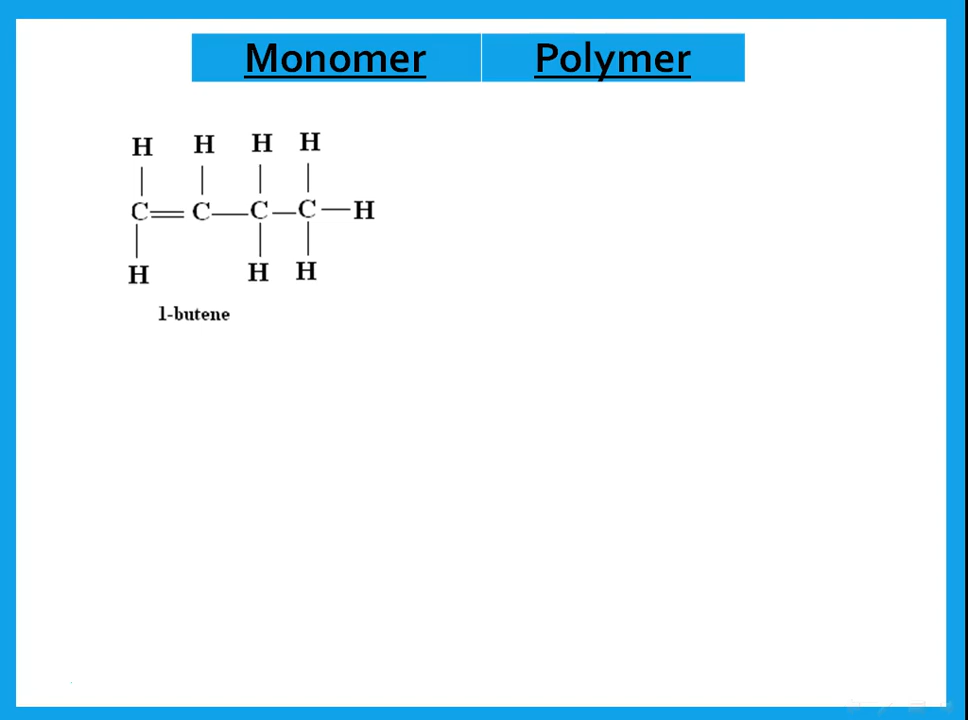 Monomer Polymer
H H H H
C C C C H
H H H
1-butene